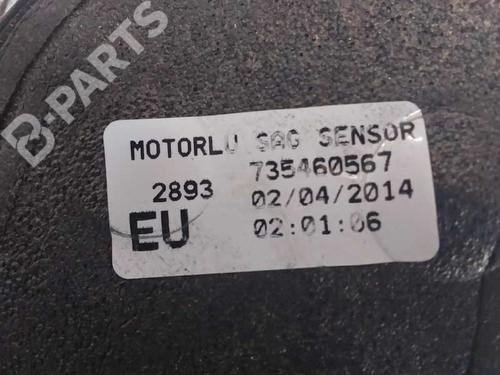 B-PARTS
MOTORLU SAG SENSOR
735460567
2893 02/04/2014
EU 02:01:06